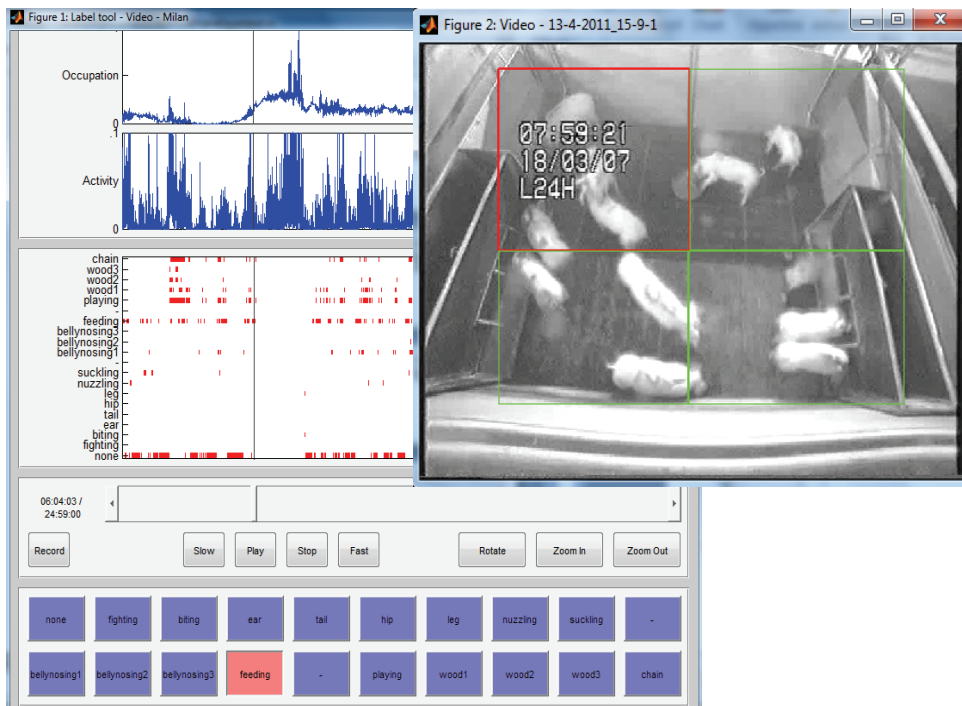 Figure 1: Label tool - Video - Milan
Occupation
0
.1
Activity
0
chain
wood3
wood2
wood1
playing
-
feeding
bellynosing3
bellynosing2
bellynosing1
-
suckling
nuzzling
leg
hip
tail
ear
biting
fighting
none
06:04:03 /
24:59:00
Record
Slow
Play
Stop
Fast
Rotate
Zoom In
Zoom Out
none
fighting
biting
ear
tail
hip
leg
nuzzling
suckling
-
bellynosing1
bellynosing2
bellynosing3
feeding
-
playing
wood1
wood2
wood3
chain
Figure 2: Video - 13-4-2011_15-9-1
07:59:21
18/03/07
L24H